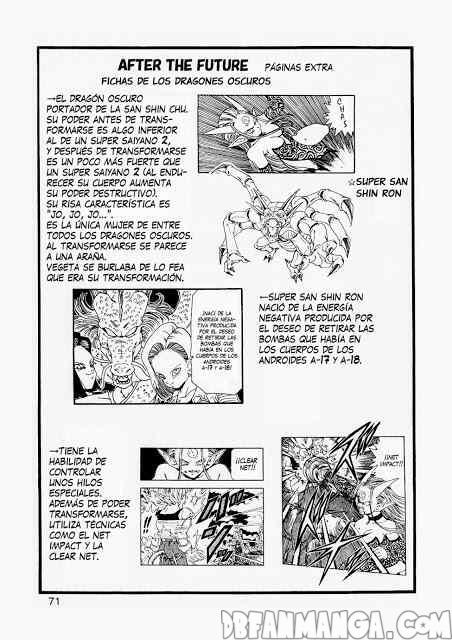 AFTER THE FUTURE PÁGINAS EXTRA
FICHAS DE LOS DRAGONES OSCUROS
→EL DRAGÓN OSCURO
PORTADOR DE LA SAN SHIN CHU.
SU PODER ANTES DE TRANS-
FORMARSE ES ALGO INFERIOR
AL DE UN SUPER SAIYANO 2,
Y DESPUÉS DE TRANSFORMARSE
ES UN POCO MÁS FUERTE QUE
UN SUPER SAIYANO 2 (AL ENDU-
RECER SU CUERPO AUMENTA
SU PODER DESTRUCTIVO).
SU RISA CARACTERÍSTICA ES
"JO, JO, JO...".
ES LA ÚNICA MUJER DE ENTRE
TODOS LOS DRAGONES OSCUROS.
AL TRANSFORMARSE SE PARECE
A UNA ARAÑA.
VEGETA SE BURLABA DE LO FEA
QUE ERA SU TRANSFORMACIÓN.
CHAS
☆SUPER SAN
SHIN RON
¡NACÍ DE LA
ENERGÍA NEGA-
TIVA PRODUCIDA
POR EL DESEO
DE RETIRAR LAS
BOMBAS QUE
HABÍA EN LOS
CUERPOS DE LOS
ANDROIDES
A-17 Y A-18!
←SUPER SAN SHIN RON
NACIÓ DE LA ENERGÍA
NEGATIVA PRODUCIDA POR
EL DESEO DE RETIRAR LAS
BOMBAS QUE HABÍA EN
LOS CUERPOS DE LOS
ANDROIDES A-17 Y A-18.
→TIENE LA
HABILIDAD DE
CONTROLAR
UNOS HILOS
ESPECIALES.
ADEMÁS DE PODER
TRANSFORMARSE,
UTILIZA TÉCNICAS
COMO EL NET
IMPACT Y LA
CLEAR NET.
¡¡CLEAR
NET!!
¡¡NET
IMPACT!!
71
DBFANMANGA.COM